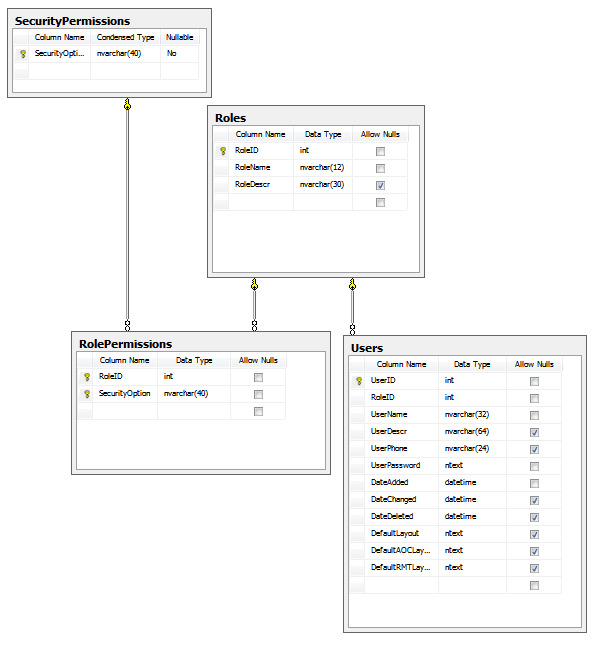 SecurityPermissions
Column Name Condensed Type Nullable
SecurityOpti... nvarchar(40) No
Roles
Column Name Data Type Allow Nulls
RoleID int
RoleName nvarchar(12)
RoleDescr nvarchar(30)
RolePermissions
Column Name Data Type Allow Nulls
RoleID int
SecurityOption nvarchar(40)
Users
Column Name Data Type Allow Nulls
UserID int
RoleID int
UserName nvarchar(32)
UserDescr nvarchar(64)
UserPhone nvarchar(24)
UserPassword ntext
DateAdded datetime
DateChanged datetime
DateDeleted datetime
DefaultLayout ntext
DefaultAOCLay... ntext
DefaultRMTLay... ntext